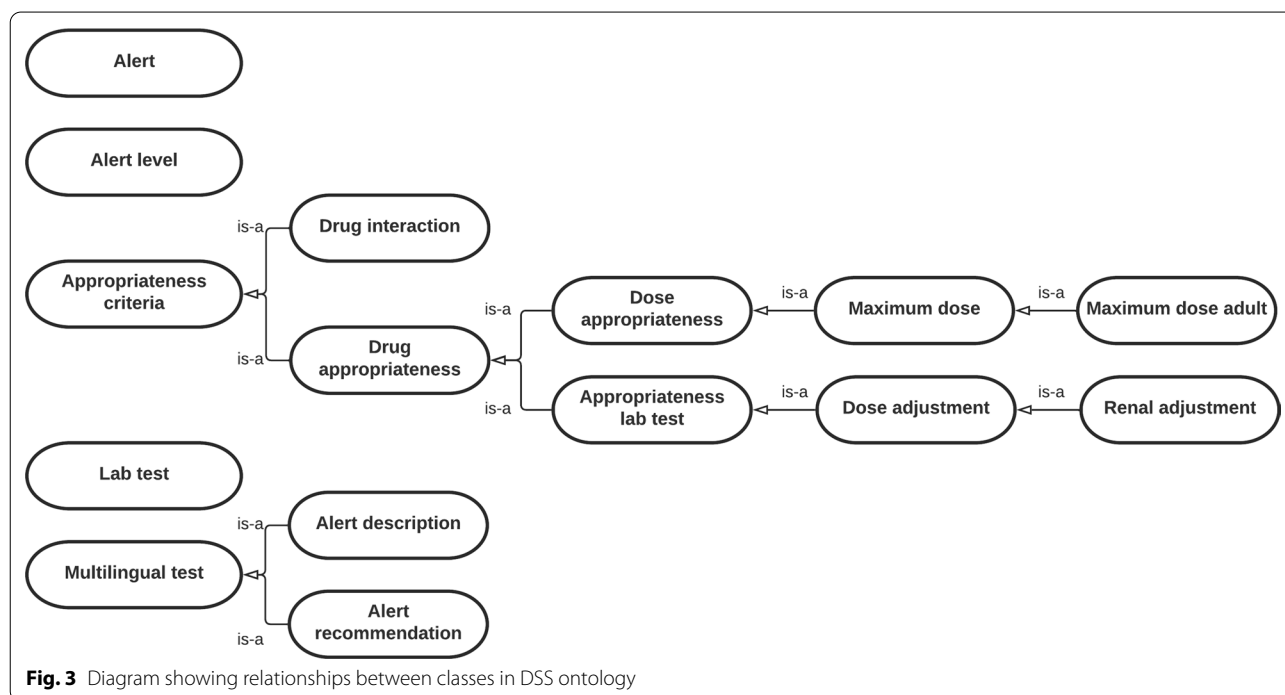 Alert
Alert level
is-a
Drug interaction
Appropriateness
criteria
is-a
Drug
appropriateness
is-a
Dose
appropriateness
is-a
Maximum dose
is-a
Maximum dose adult
is-a
Appropriateness
lab test
is-a
Dose adjustment
is-a
Renal adjustment
Lab test
is-a
Alert description
Multilingual test
is-a
Alert
recommendation
Fig. 3 Diagram showing relationships between classes in DSS ontology